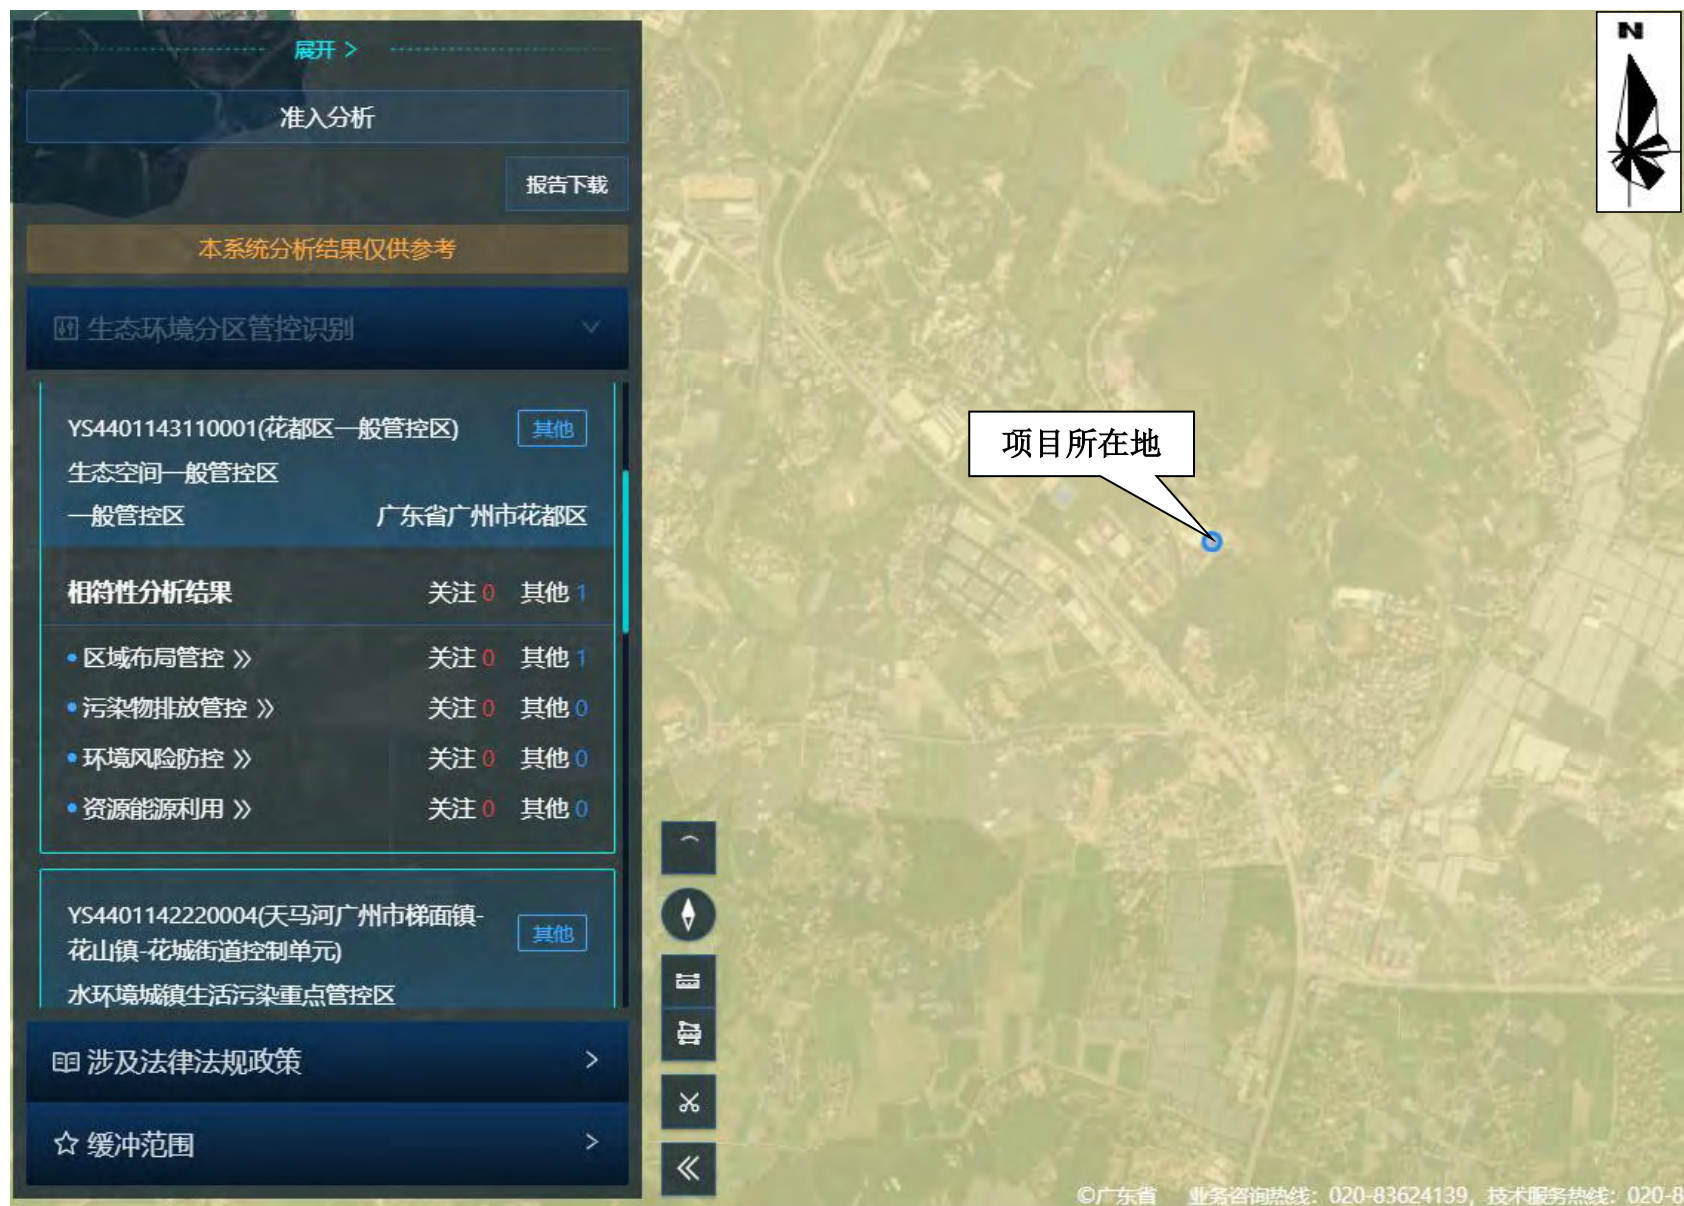 展开 >
准入分析
报告下载
本系统分析结果仅供参考
生态环境分区管控识别
YS4401143110001(花都区一般管控区)
其他
生态空间一般管控区
一般管控区 广东省广州市花都区
相符性分析结果 关注 0 其他 1
区域布局管控 关注 0 其他 1
污染物排放管控 关注 0 其他 0
环境风险防控 关注 0 其他 0
资源能源利用 关注 0 其他 0
YS4401142220004(天马河广州市梯面镇-
花山镇-花城街道控制单元)
其他
水环境城镇生活污染重点管控区
涉及法律法规政策
缓冲范围
N
项目所在地
©广东省 业务咨询热线：020-83624139，技术服务热线：020-8